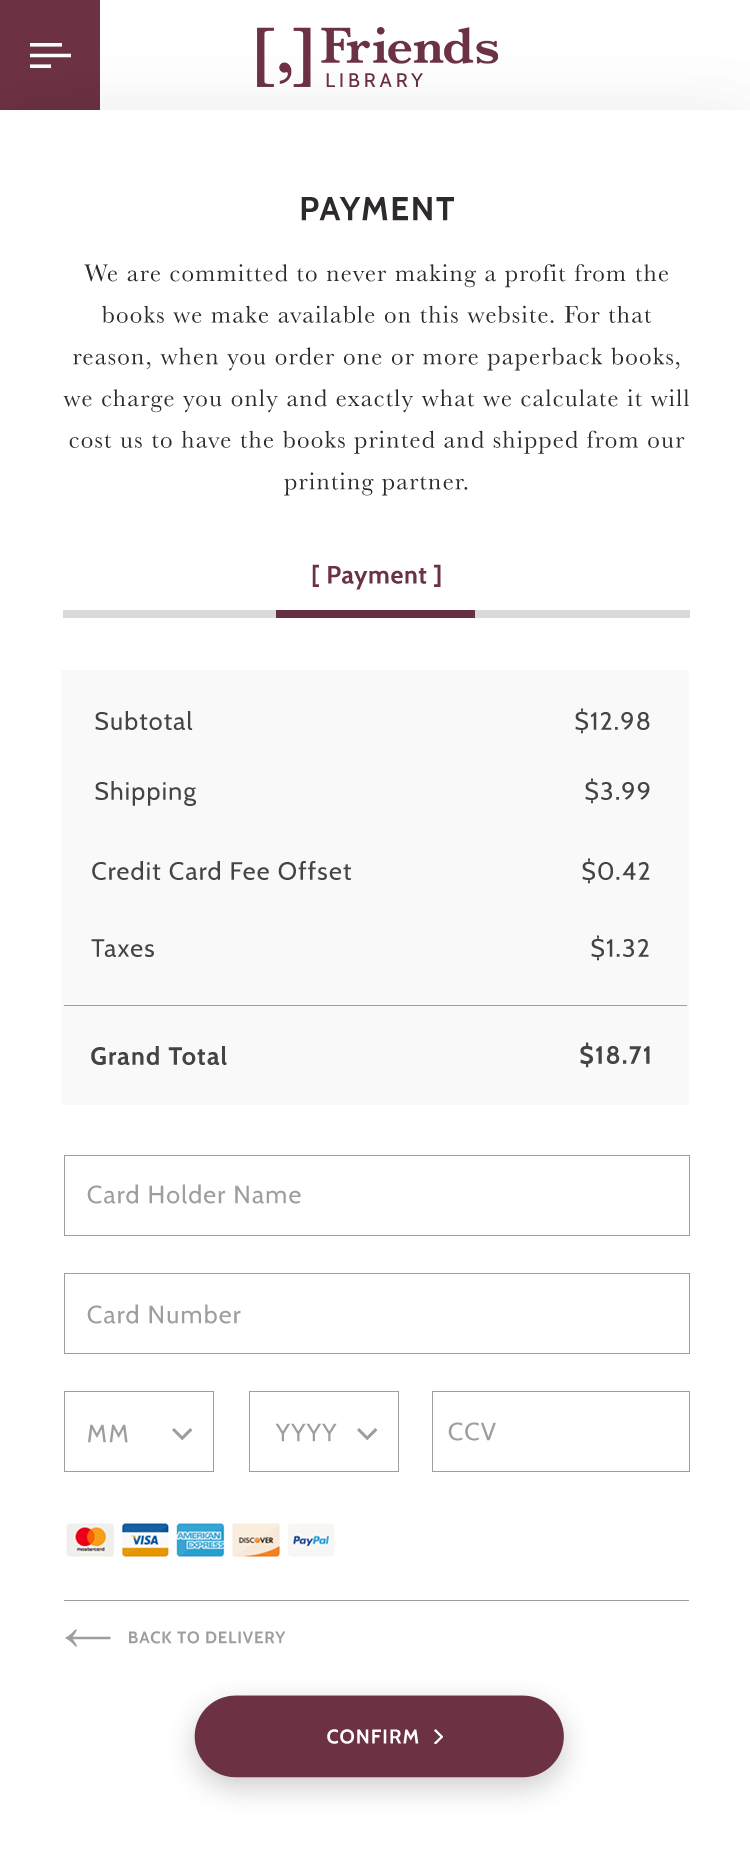 [,] Friends
LIBRARY
PAYMENT
We are committed to never making a profit from the
books we make available on this website. For that
reason, when you order one or more paperback books,
we charge you only and exactly what we calculate it will
cost us to have the books printed and shipped from our
printing partner.
[ Payment ]
Subtotal $12.98
Shipping $3.99
Credit Card Fee Offset $0.42
Taxes $1.32
Grand Total $18.71
Card Holder Name
Card Number
MM YYYY CCV
mastercard VISA AMERICAN EXPRESS DISCOVER PayPal
BACK TO DELIVERY
CONFIRM